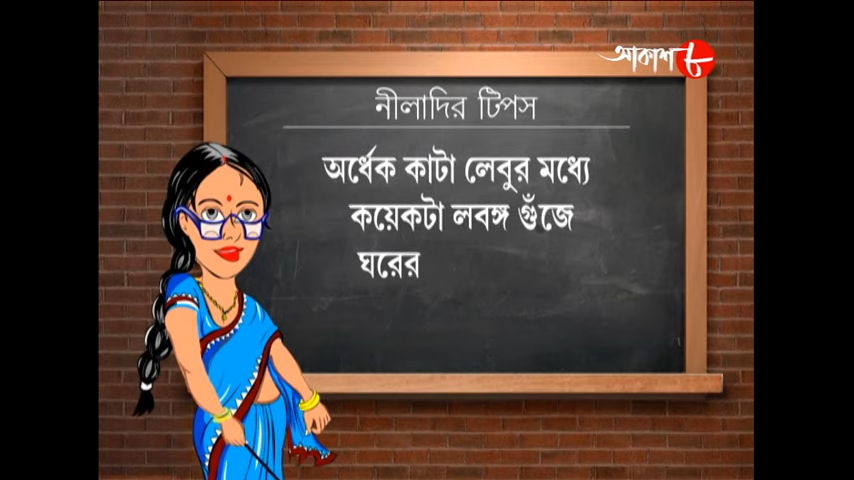 আকাশ ৮
নীলাদির টিপস
অর্ধেক কাটা লেবুর মধ্যে
কয়েকটা লবঙ্গ গুঁজে
ঘরের